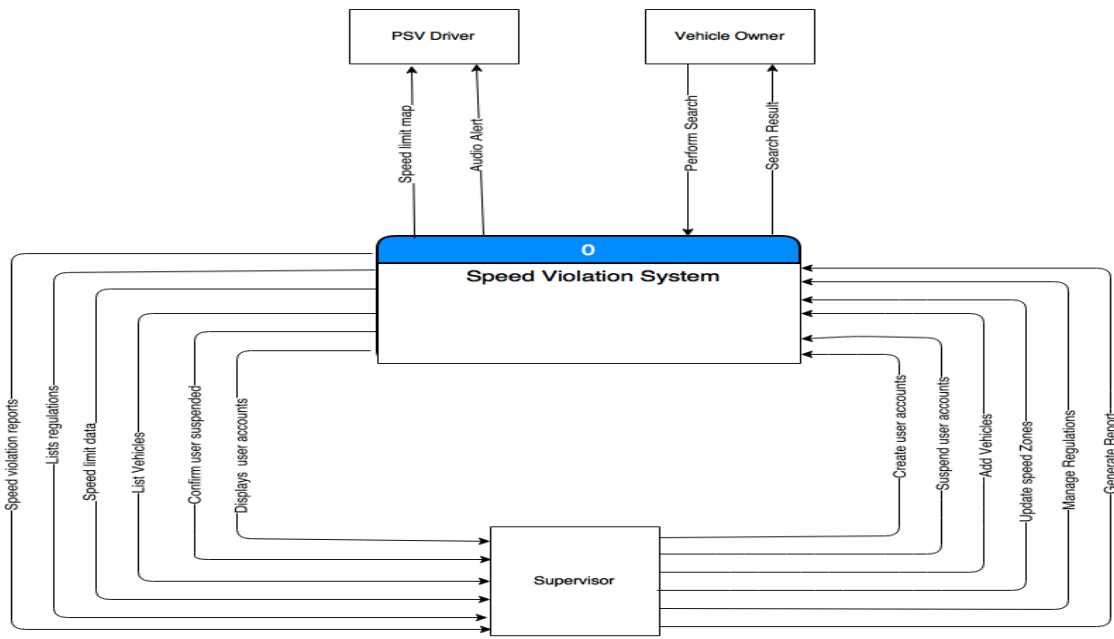 PSV Driver
Vehicle Owner
Speed limit map
Audio Alert
Perform Search
Search Result
O
Speed Violation System
Speed violation reports
Lists regulations
Speed limit data
List Vehicles
Confirm user suspended
Displays user accounts
Create user accounts
Suspend user accounts
Add Vehicles
Update speed Zones
Manage Regulations
Generate Report
Supervisor